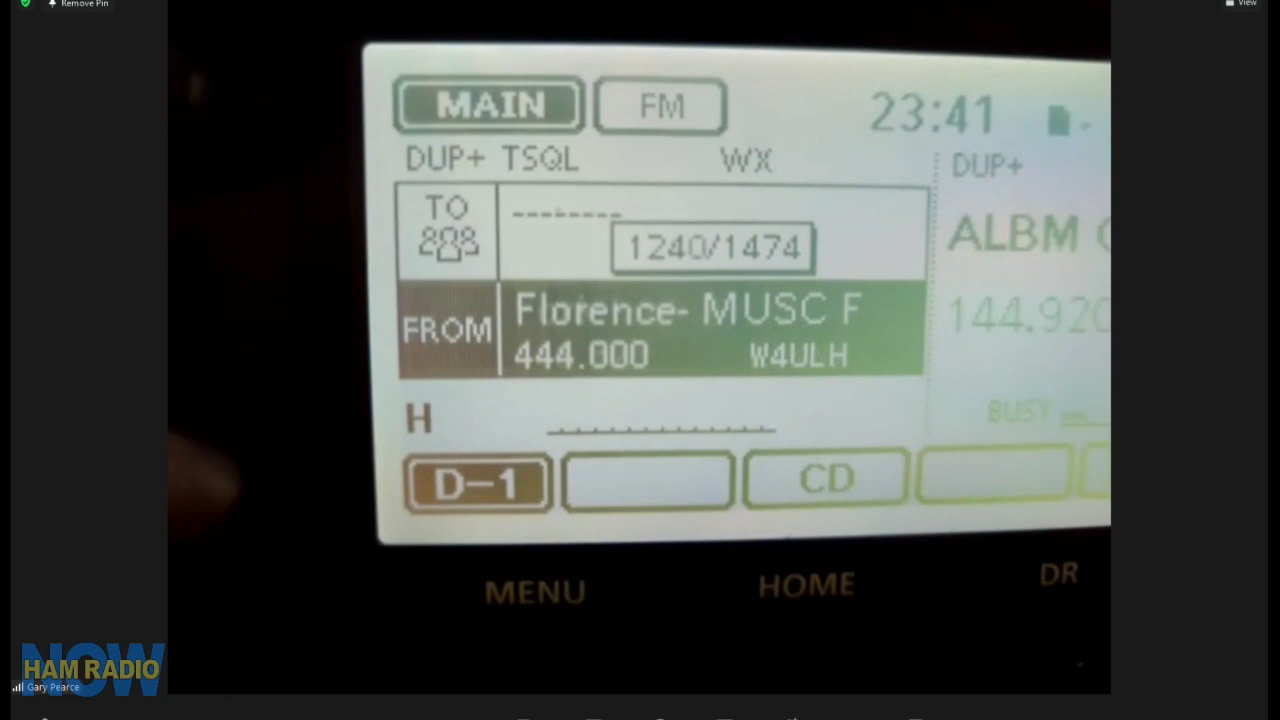 Remove Pin
View
MAIN FM 23:41
DUP+ TSQL WX DUP+
TO --------
1240/1474 ALBM
FROM Florence- MUSC F
444.000 W4ULH 144.920
H BUSY
D-1 CD
MENU HOME DR
NOW
HAM RADIO
Gary Pearce